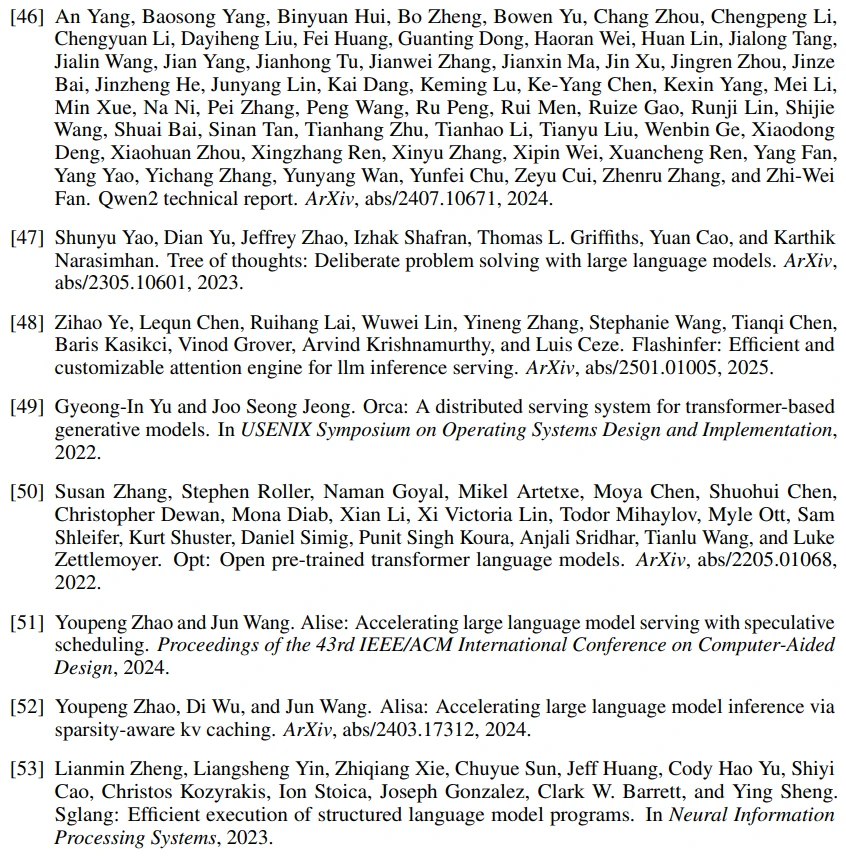 [46] An Yang, Baosong Yang, Binyuan Hui, Bo Zheng, Bowen Yu, Chang Zhou, Chengpeng Li,
Chengyuan Li, Dayiheng Liu, Fei Huang, Guanting Dong, Haoran Wei, Huan Lin, Jialong Tang,
Jialin Wang, Jian Yang, Jianhong Tu, Jianwei Zhang, Jianxin Ma, Jin Xu, Jingren Zhou, Jinze
Bai, Jinzheng He, Junyang Lin, Kai Dang, Keming Lu, Ke-Yang Chen, Kexin Yang, Mei Li,
Min Xue, Na Ni, Pei Zhang, Peng Wang, Ru Peng, Rui Men, Ruize Gao, Runji Lin, Shijie
Wang, Shuai Bai, Sinan Tan, Tianhang Zhu, Tianhao Li, Tianyu Liu, Wenbin Ge, Xiaodong
Deng, Xiaohuan Zhou, Xingzhang Ren, Xinyu Zhang, Xipin Wei, Xuancheng Ren, Yang Fan,
Yang Yao, Yichang Zhang, Yunyang Wan, Yunfei Chu, Zeyu Cui, Zhenru Zhang, and Zhi-Wei
Fan. Qwen2 technical report. ArXiv, abs/2407.10671, 2024.
[47] Shunyu Yao, Dian Yu, Jeffrey Zhao, Izhak Shafran, Thomas L. Griffiths, Yuan Cao, and Karthik
Narasimhan. Tree of thoughts: Deliberate problem solving with large language models. ArXiv,
abs/2305.10601, 2023.
[48] Zihao Ye, Lequn Chen, Ruihang Lai, Wuwei Lin, Yineng Zhang, Stephanie Wang, Tianqi Chen,
Baris Kasikci, Vinod Grover, Arvind Krishnamurthy, and Luis Ceze. Flashinfer: Efficient and
customizable attention engine for llm inference serving. ArXiv, abs/2501.01005, 2025.
[49] Gyeong-In Yu and Joo Seong Jeong. Orca: A distributed serving system for transformer-based
generative models. In USENIX Symposium on Operating Systems Design and Implementation,
2022.
[50] Susan Zhang, Stephen Roller, Naman Goyal, Mikel Artetxe, Moya Chen, Shuohui Chen,
Christopher Dewan, Mona Diab, Xian Li, Xi Victoria Lin, Todor Mihaylov, Myle Ott, Sam
Shleifer, Kurt Shuster, Daniel Simig, Punit Singh Koura, Anjali Sridhar, Tianlu Wang, and Luke
Zettlemoyer. Opt: Open pre-trained transformer language models. ArXiv, abs/2205.01068,
2022.
[51] Youpeng Zhao and Jun Wang. Alise: Accelerating large language model serving with speculative
scheduling. Proceedings of the 43rd IEEE/ACM International Conference on Computer-Aided
Design, 2024.
[52] Youpeng Zhao, Di Wu, and Jun Wang. Alisa: Accelerating large language model inference via
sparsity-aware kv caching. ArXiv, abs/2403.17312, 2024.
[53] Lianmin Zheng, Liangsheng Yin, Zhiqiang Xie, Chuyue Sun, Jeff Huang, Cody Hao Yu, Shiyi
Cao, Christos Kozyrakis, Ion Stoica, Joseph Gonzalez, Clark W. Barrett, and Ying Sheng.
Sglang: Efficient execution of structured language model programs. In Neural Information
Processing Systems, 2023.